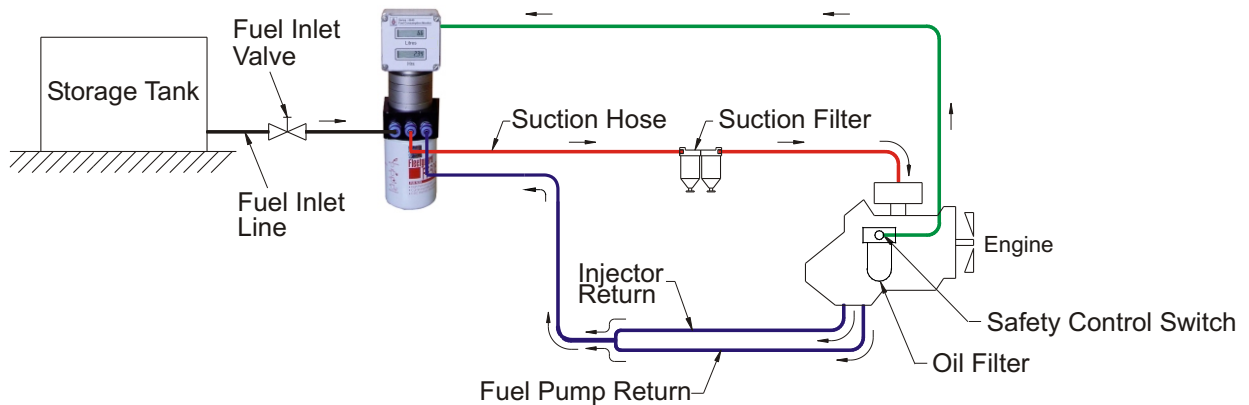 Storage Tank
Fuel Inlet
Valve
Fuel Inlet
Line
Litres
Suction Hose
Suction Filter
Engine
Injector
Return
Safety Control Switch
Oil Filter
Fuel Pump Return